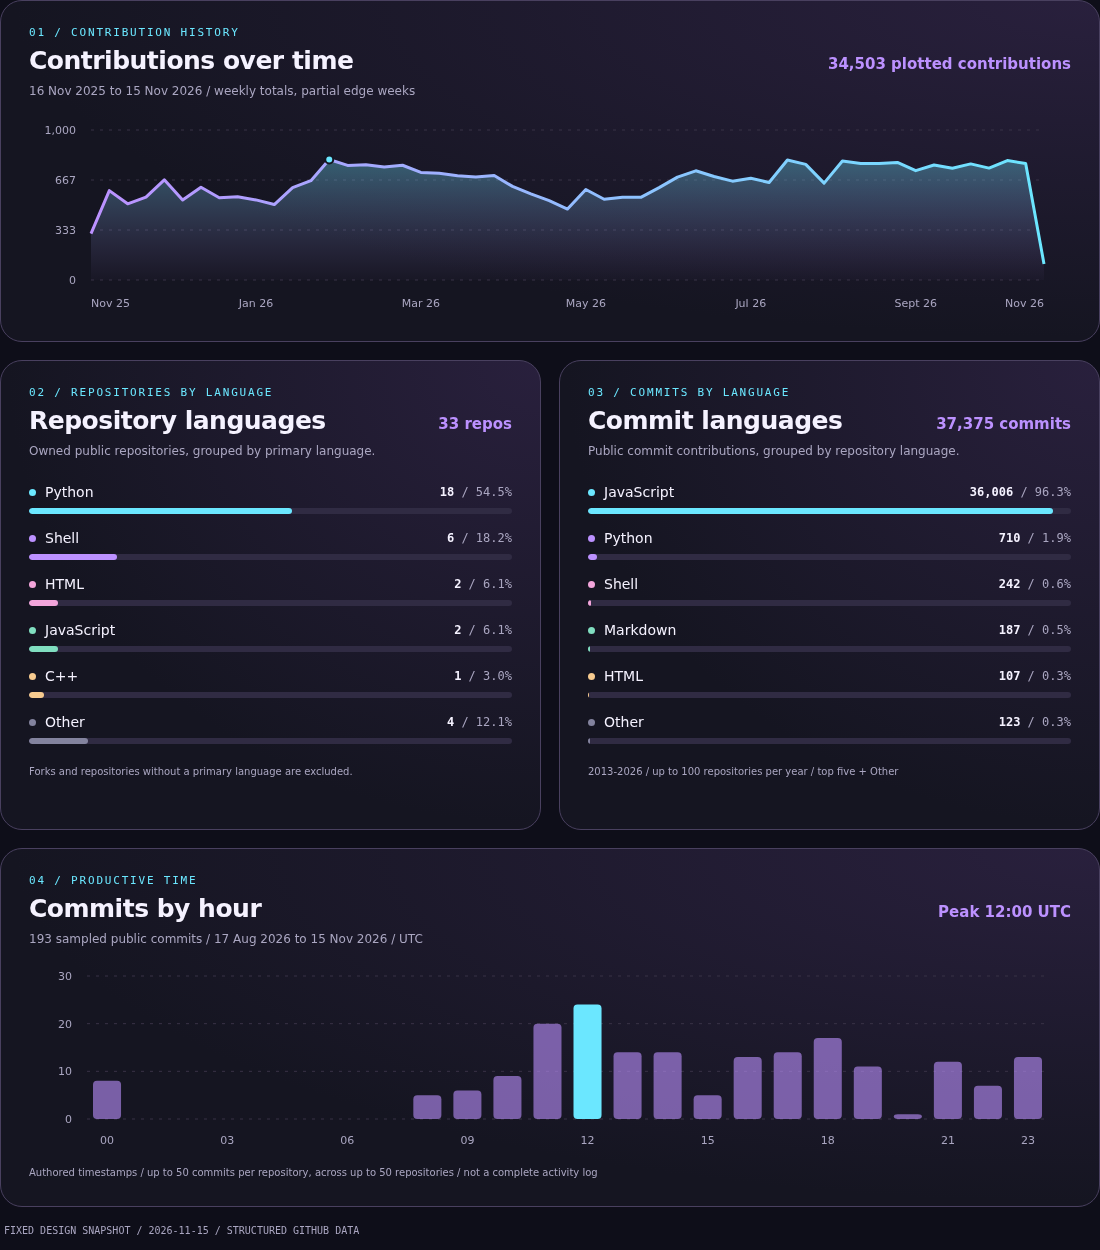 01 / CONTRIBUTION HISTORY
Contributions over time
34,503 plotted contributions
16 Nov 2025 to 15 Nov 2026 / weekly totals, partial edge weeks
1,000
667
333
0
Nov 25 Jan 26 Mar 26 May 26 Jul 26 Sept 26 Nov 26
02 / REPOSITORIES BY LANGUAGE
Repository languages
33 repos
Owned public repositories, grouped by primary language.
Python 18 / 54.5%
Shell 6 / 18.2%
HTML 2 / 6.1%
JavaScript 2 / 6.1%
C++ 1 / 3.0%
Other 4 / 12.1%
Forks and repositories without a primary language are excluded.
03 / COMMITS BY LANGUAGE
Commit languages
37,375 commits
Public commit contributions, grouped by repository language.
JavaScript 36,006 / 96.3%
Python 710 / 1.9%
Shell 242 / 0.6%
Markdown 187 / 0.5%
HTML 107 / 0.3%
Other 123 / 0.3%
2013-2026 / up to 100 repositories per year / top five + Other
04 / PRODUCTIVE TIME
Commits by hour
Peak 12:00 UTC
193 sampled public commits / 17 Aug 2026 to 15 Nov 2026 / UTC
30
20
10
0
00 03 06 09 12 15 18 21 23
Authored timestamps / up to 50 commits per repository, across up to 50 repositories / not a complete activity log
FIXED DESIGN SNAPSHOT / 2026-11-15 / STRUCTURED GITHUB DATA